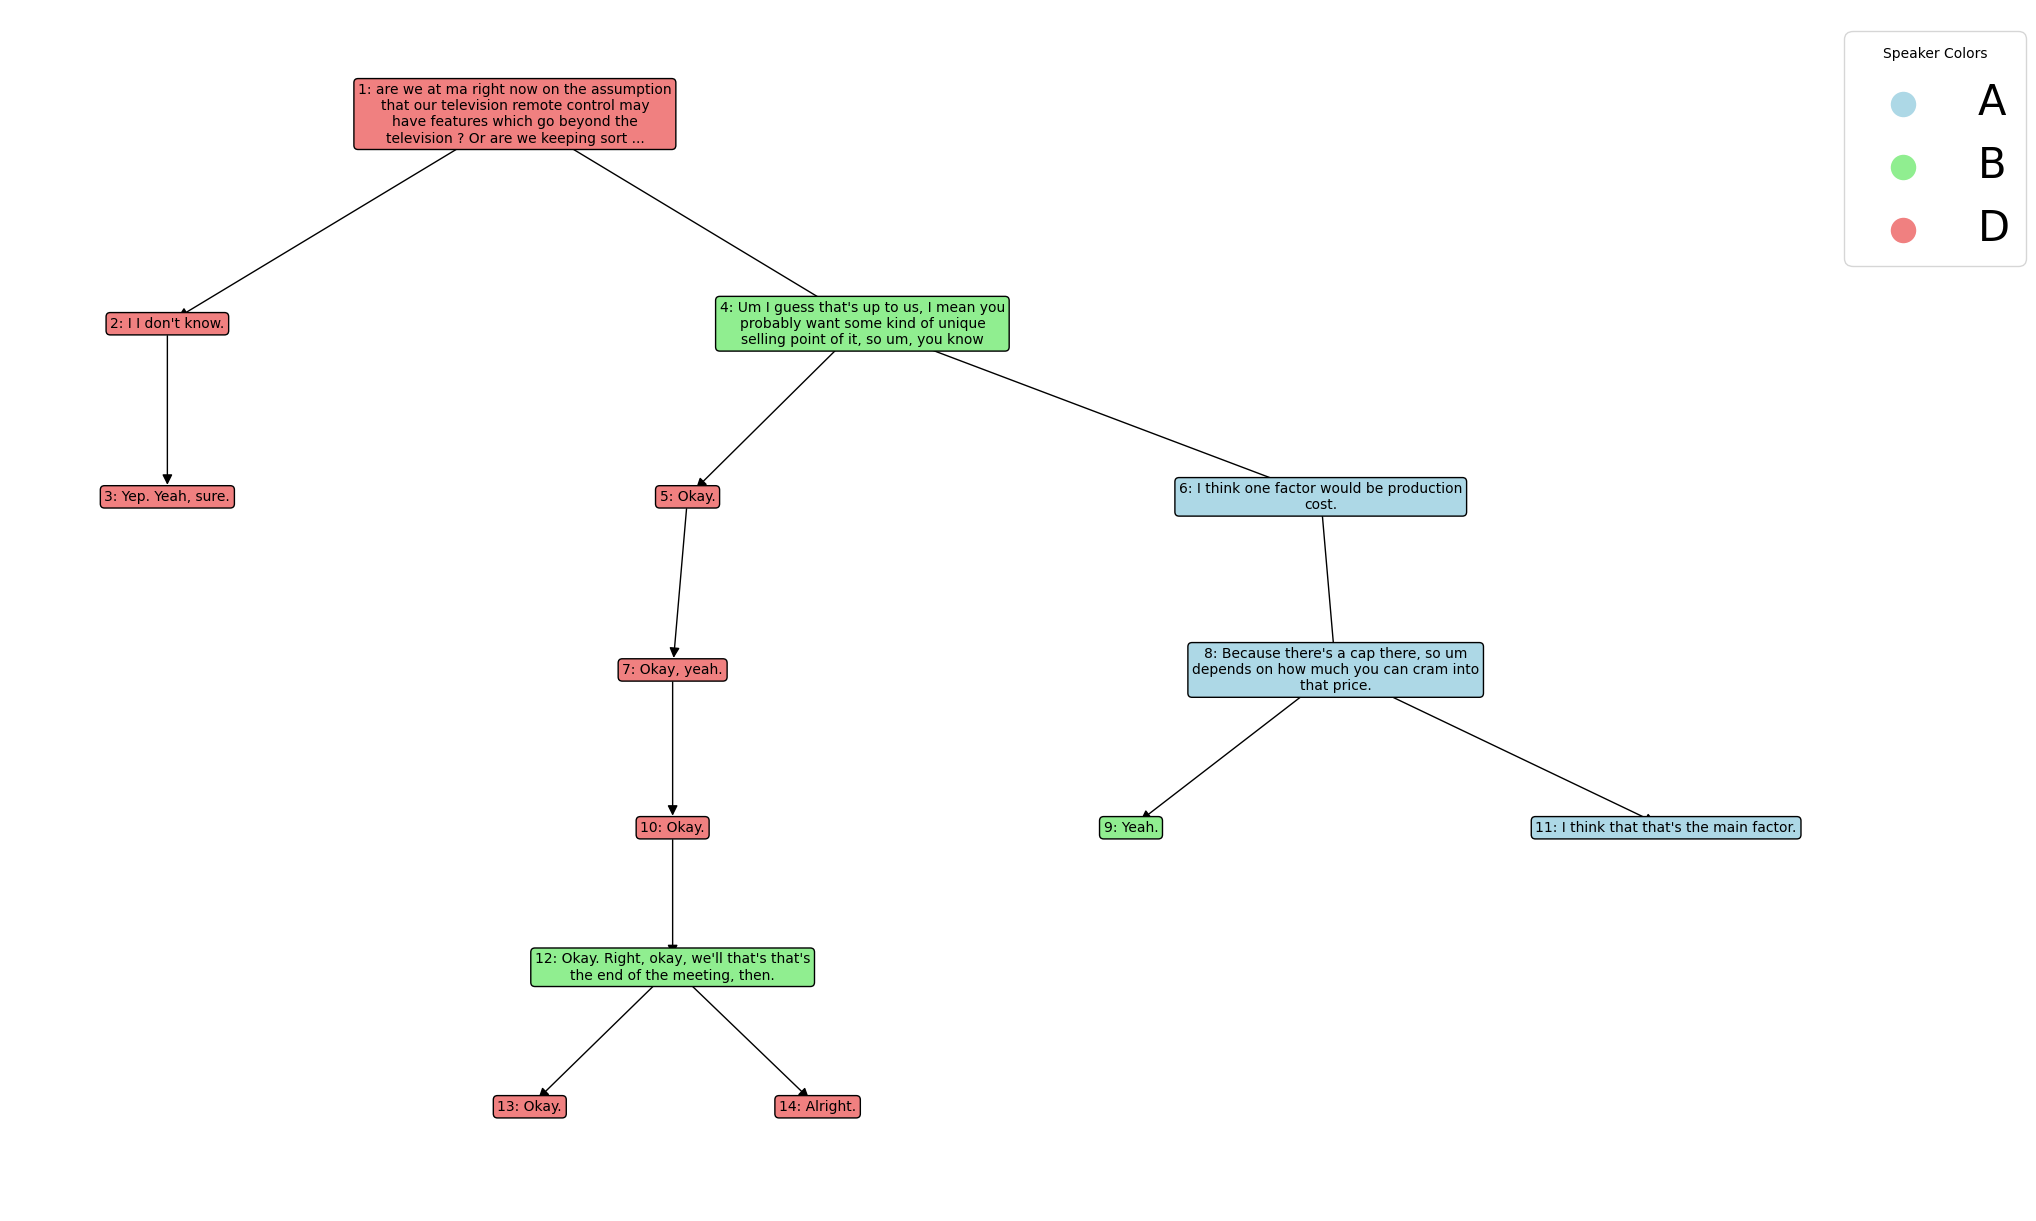 1: are we at ma right now on the assumption
that our television remote control may
have features which go beyond the
television ? Or are we keeping sort ...
Speaker Colors
A
B
D
2: I I don't know.
4: Um I guess that's up to us, I mean you
probably want some kind of unique
selling point of it, so um, you know
3: Yep. Yeah, sure.
5: Okay.
6: I think one factor would be production
cost.
7: Okay, yeah.
8: Because there's a cap there, so um
depends on how much you can cram into
that price.
10: Okay.
9: Yeah.
11: I think that that's the main factor.
12: Okay. Right, okay, we'll that's that's
the end of the meeting, then.
13: Okay.
14: Alright.